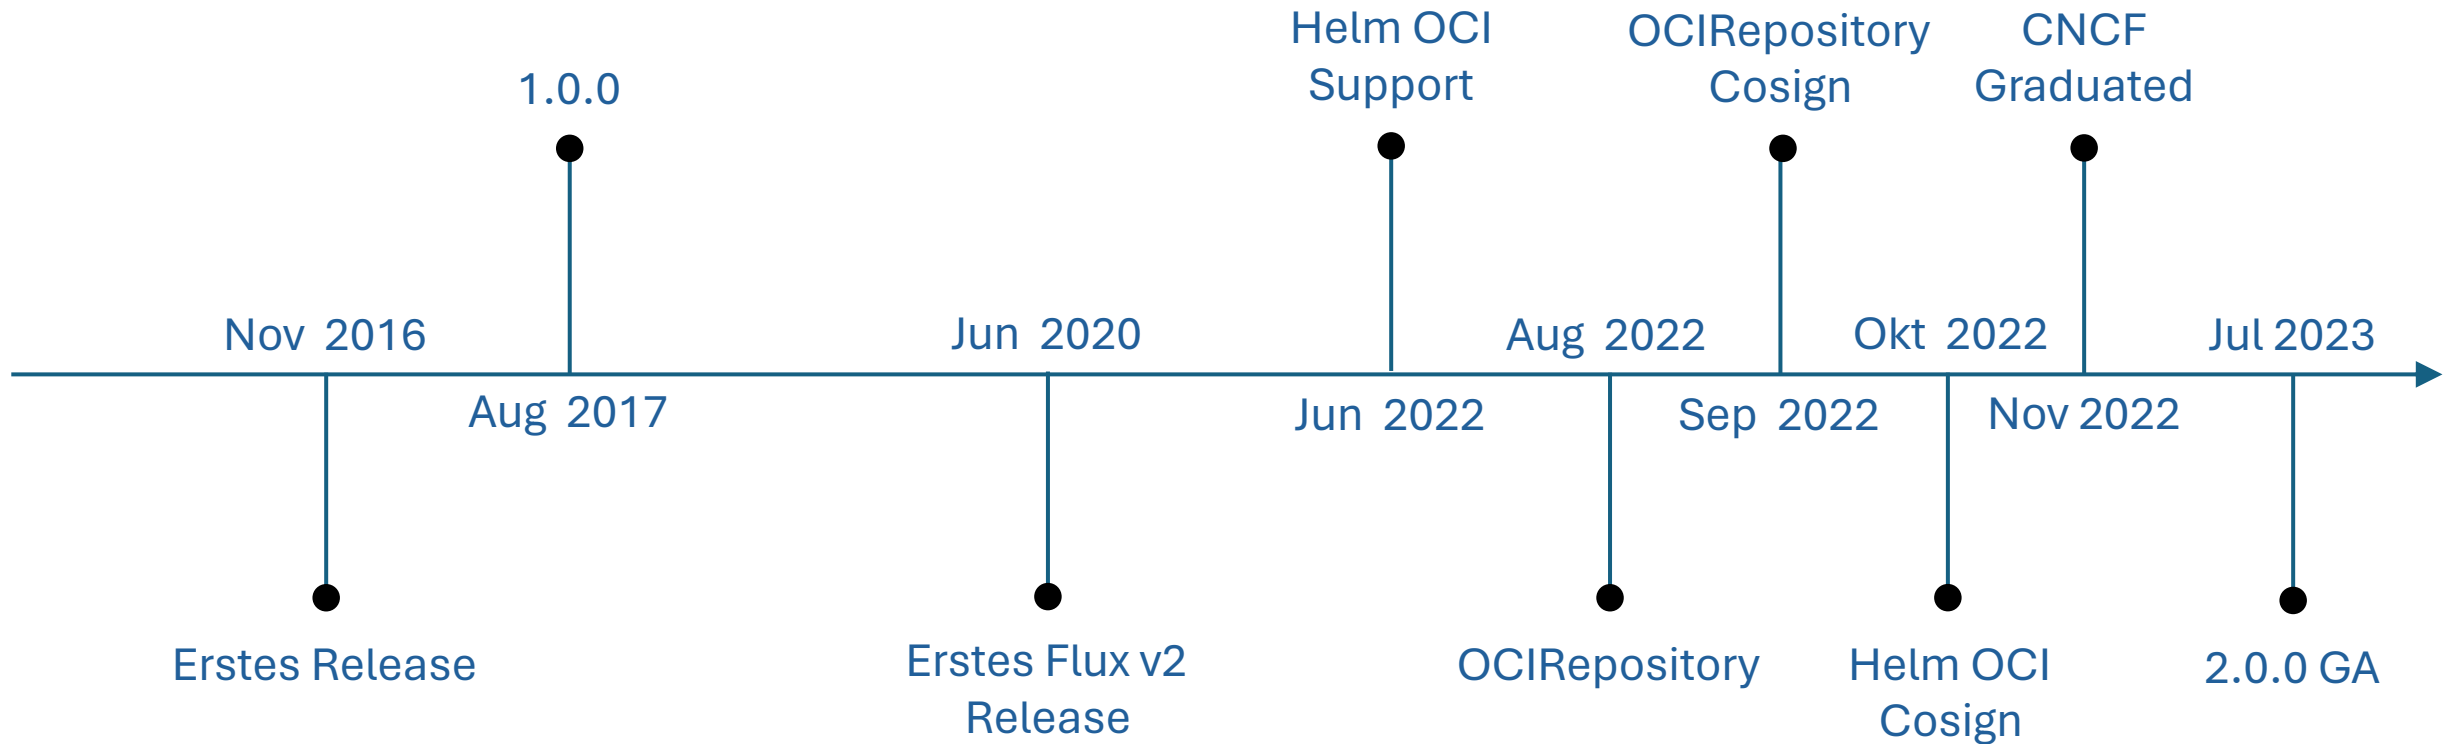 Helm OCI
Support
OCIRepository
Cosign
CNCF
Graduated
1.0.0
Nov 2016
Jun 2020
Aug 2022
Okt 2022
Jul 2023
Aug 2017
Jun 2022
Sep 2022
Nov 2022
Erstes Release
Erstes Flux v2
Release
OCIRepository
Helm OCI
Cosign
2.0.0 GA